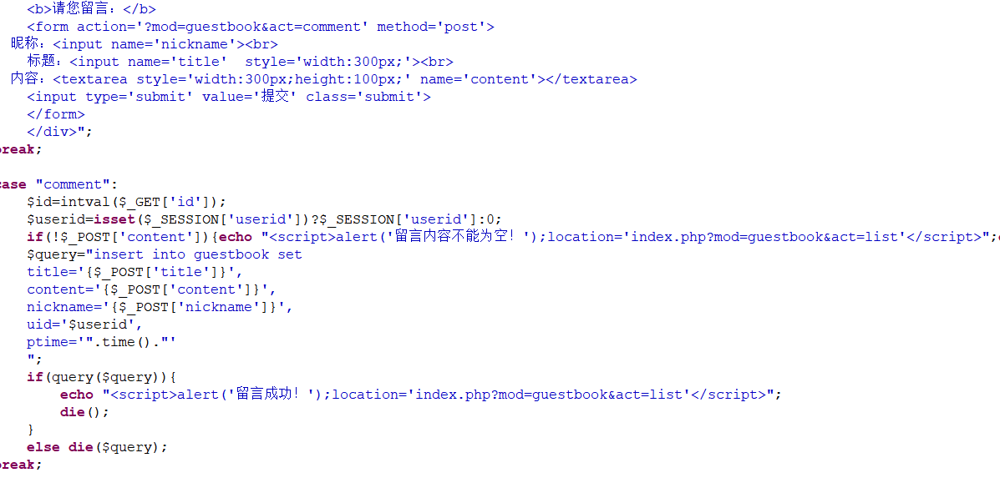 <b>请您留言：</b>
<form action='?mod=guestbook&act=comment' method='post'>
昵称：<input name='nickname'><br>
标题：<input name='title'  style='width:300px;'><br>
内容：<textarea style='width:300px;height:100px;' name='content'></textarea>
<input type='submit' value='提交' class='submit'>
</form>
</div>";
break;
case "comment":
$id=intval($_GET['id']);
$userid=isset($_SESSION['userid'])?$_SESSION['userid']:0;
if(!$_POST['content']){echo "<script>alert('留言内容不能为空！');location='index.php?mod=guestbook&act=list'</script>";
$query="insert into guestbook set
title='{$_POST['title']}',
content='{$_POST['content']}',
nickname='{$_POST['nickname']}',
uid='$userid',
ptime='".time()."'
";
if(query($query)){
echo "<script>alert('留言成功！');location='index.php?mod=guestbook&act=list'</script>";
die();
}
else die($query);
break;